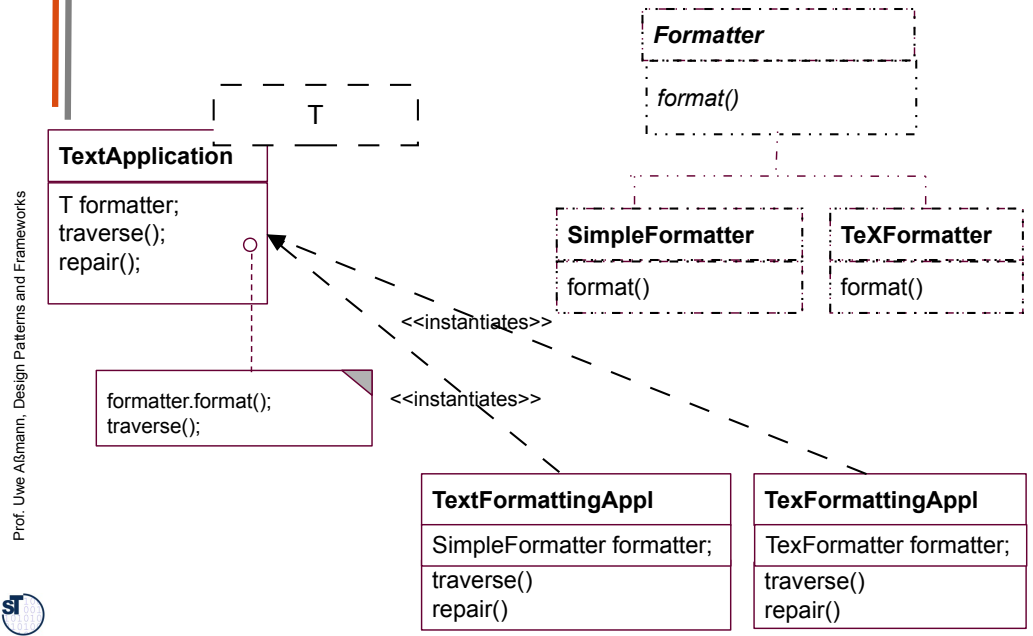 Formatter
format()
T
TextApplication
T formatter;
traverse();
repair();
SimpleFormatter
format()
TeXFormatter
format()
<<instantiates>>
<<instantiates>>
formatter.format();
traverse();
TextFormattingAppl
SimpleFormatter formatter;
traverse()
repair()
TexFormattingAppl
TexFormatter formatter;
traverse()
repair()
Prof. Uwe Aßmann, Design Patterns and Frameworks
sT